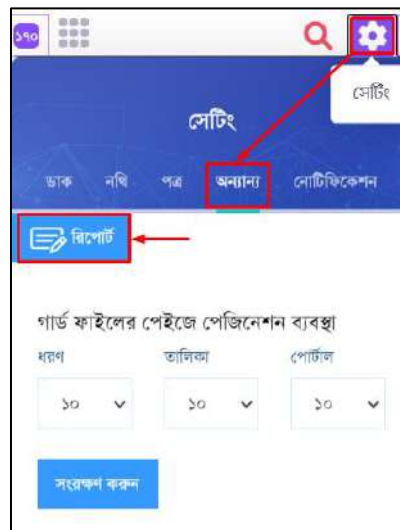 ১৭০
সেটিং
সেটিং
ডাক নথি পত্র অন্যান্য নোটিফিকেশন
রিপোর্ট
গার্ড ফাইলের পেইজে পেজিনেশন ব্যবস্থা
ধরণ তালিকা পোর্টাল
১০ ১০ ১০
সংরক্ষণ করুন